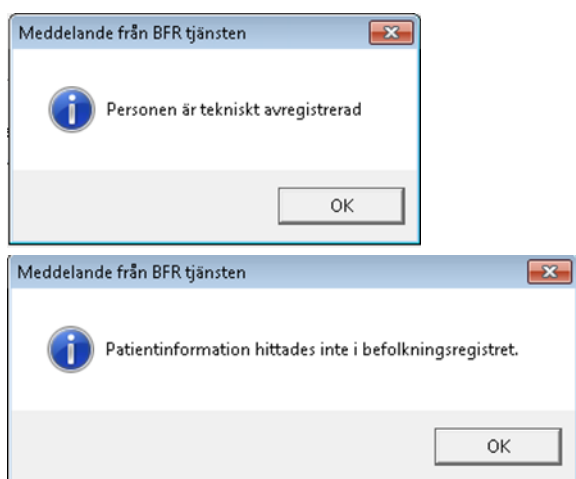 Meddelande från BFR tjänsten
Personen är tekniskt avregistrerad
OK
Meddelande från BFR tjänsten
Patientinformation hittades inte i befolkningsregistret.
OK